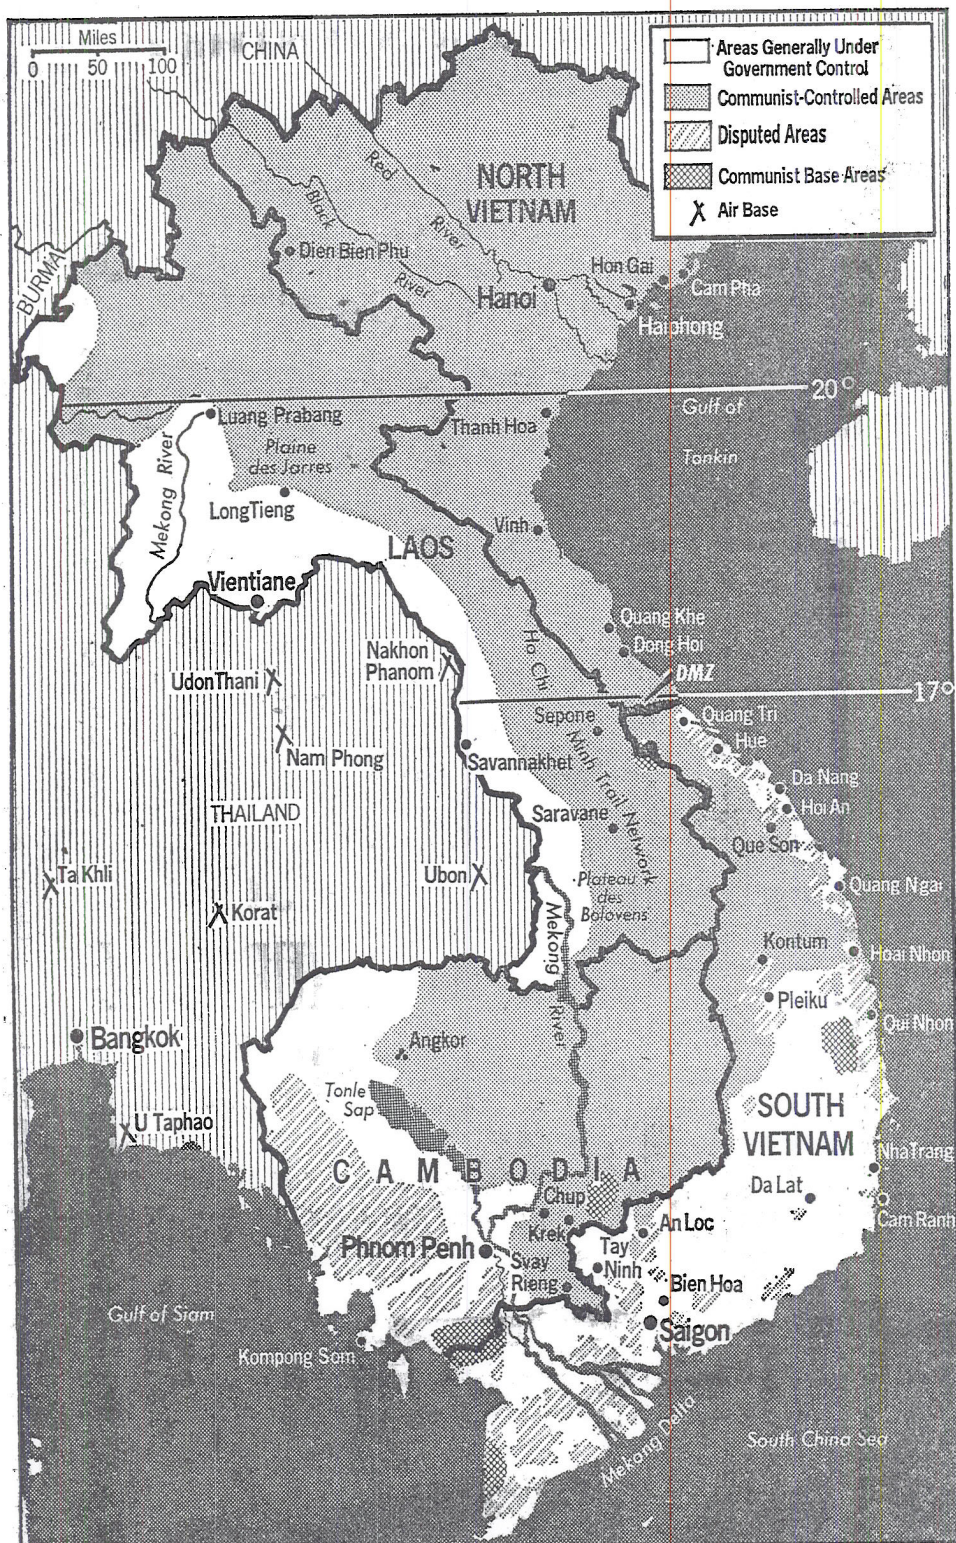 Miles
0 50 100
CHINA
Areas Generally Under
Government Control
Communist-Controlled Areas
Disputed Areas
Communist Base Areas
Air Base
NORTH
VIETNAM
Red
River
Black
River
Dien Bien Phu
BURMA
Hanoi
Hon Gai
Cam Pha
Haiphong
20°
Luang Prabang
Thanh Hoa
Gulf of
Tonkin
Plaine
des Jarres
Mekong River
LongTieng
Vinh
LAOS
Vientiane
Quang Khe
Dong Hoi
Nakhon
Phanom
Ho Chi
Minh Trail Network
DMZ
UdonThani
17°
Sepone
Quang Tri
Hue
Nam Phong
Savannakhet
Da Nang
Hoi An
THAILAND
Saravane
Que Son
Ta Khli
Ubon
Plateau
des
Bolovens
Quang Ngai
Korat
Mekong
River
Kontum
Hoai Nhon
Pleiku
Qui Nhon
Bangkok
Angkor
Tonle
Sap
SOUTH
VIETNAM
U Taphao
CAMBODIA
NhaTrang
Da Lat
Chup
Cam Ranh
Krek
An Loc
Phnom Penh
Tay
Ninh
Svay
Rieng
Bien Hoa
Gulf of Siam
Saigon
Kompong Som
Mekong Delta
South China Sea